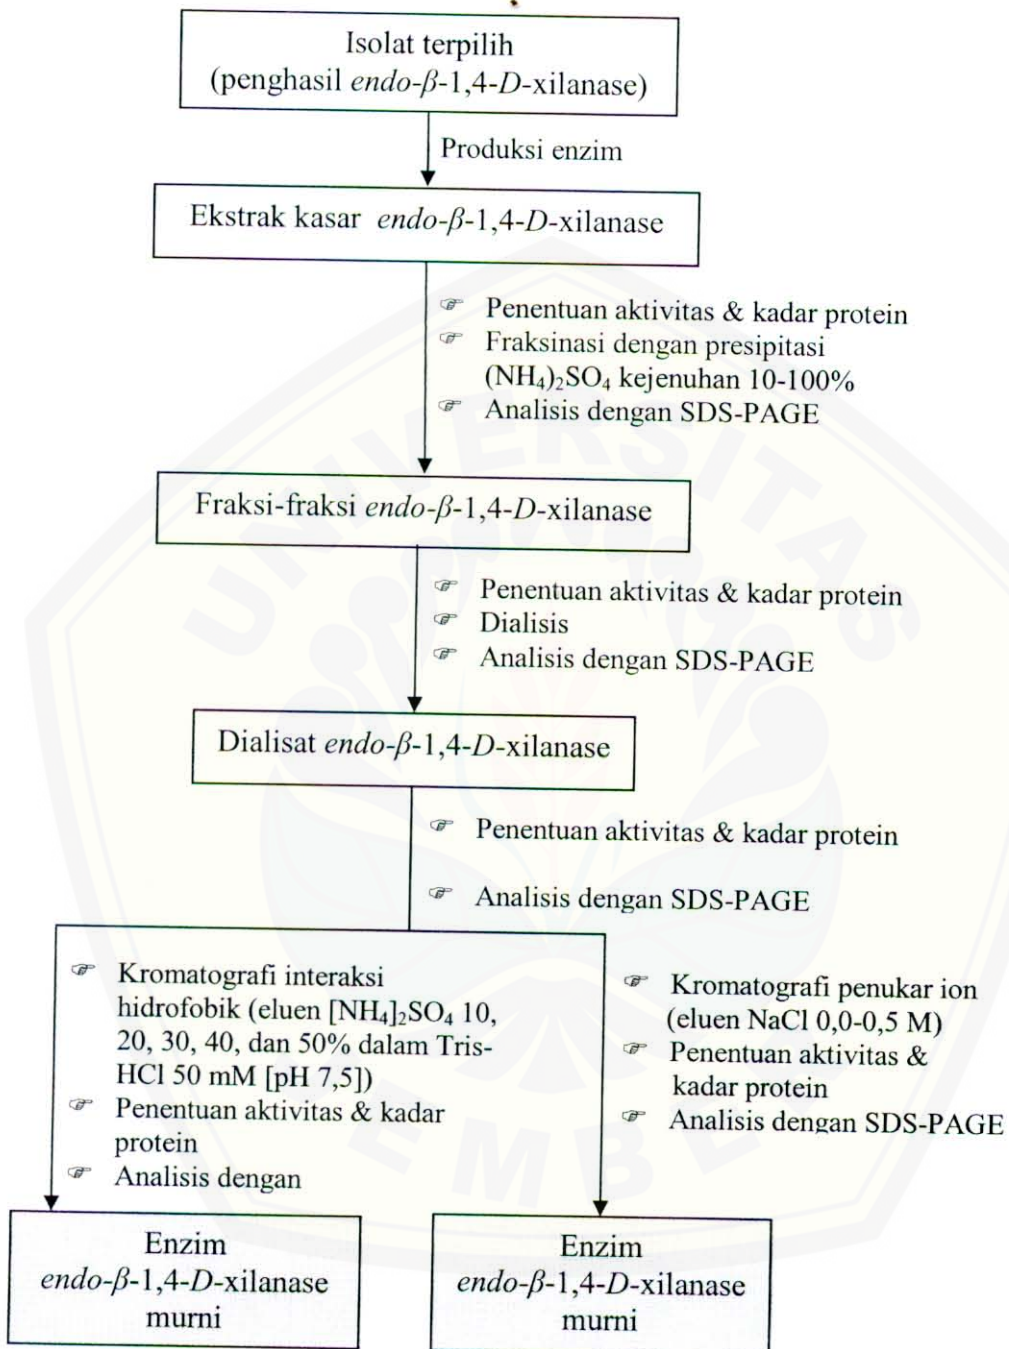 Isolat terpilih
(penghasil endo-β-1,4-D-xilanase)
Produksi enzim
Ekstrak kasar endo-β-1,4-D-xilanase
☞ Penentuan aktivitas & kadar protein
☞ Fraksinasi dengan presipitasi
(NH₄)₂SO₄ kejenuhan 10-100%
☞ Analisis dengan SDS-PAGE
Fraksi-fraksi endo-β-1,4-D-xilanase
☞ Penentuan aktivitas & kadar protein
☞ Dialisis
☞ Analisis dengan SDS-PAGE
Dialisat endo-β-1,4-D-xilanase
☞ Penentuan aktivitas & kadar protein
☞ Analisis dengan SDS-PAGE
☞ Kromatografi interaksi
hidrofobik (eluen [NH₄]₂SO₄ 10,
20, 30, 40, dan 50% dalam Tris-
HCl 50 mM [pH 7,5])
☞ Penentuan aktivitas & kadar
protein
☞ Analisis dengan
☞ Kromatografi penukar ion
(eluen NaCl 0,0-0,5 M)
☞ Penentuan aktivitas &
kadar protein
☞ Analisis dengan SDS-PAGE
Enzim
endo-β-1,4-D-xilanase
murni
Enzim
endo-β-1,4-D-xilanase
murni
UNIVERSITAS
JEMBER